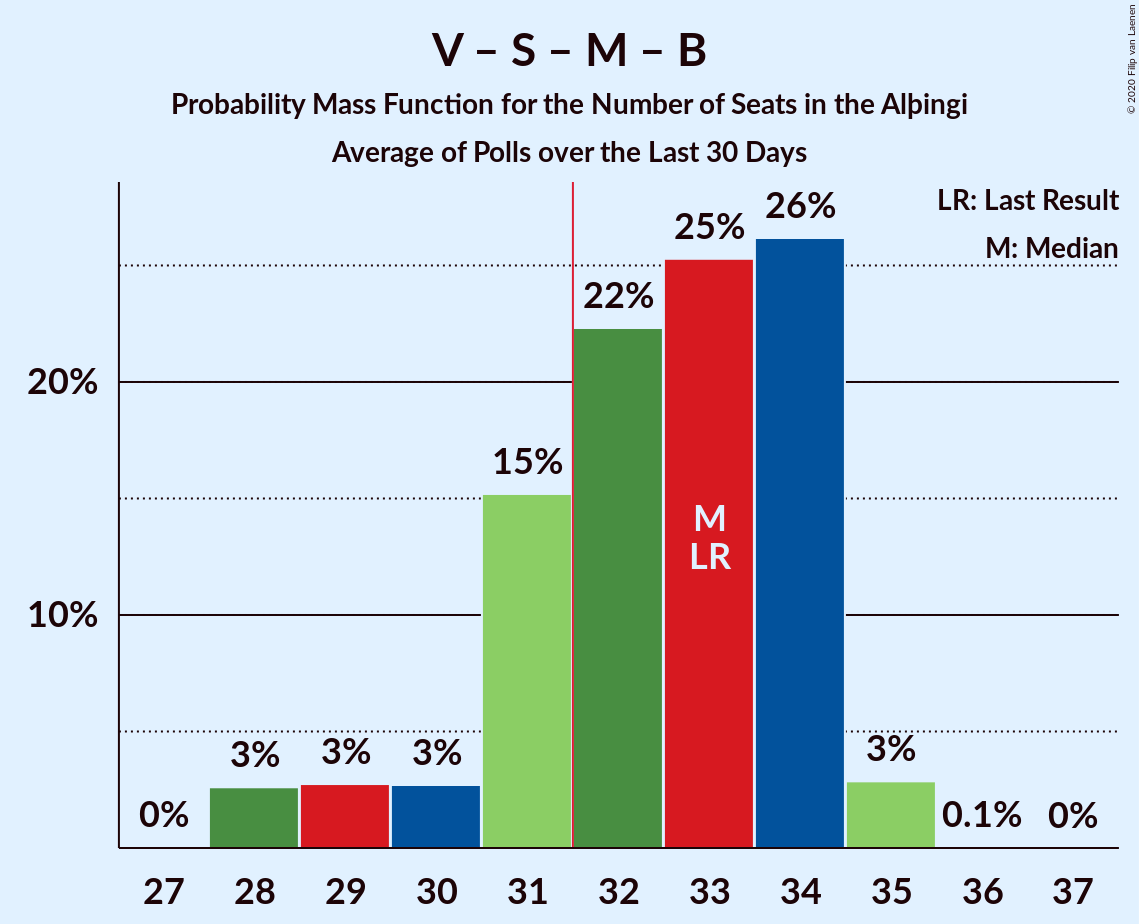 V – S – M – B
Probability Mass Function for the Number of Seats in the Alþingi
Average of Polls over the Last 30 Days
© 2020 Filip van Laenen
LR: Last Result
M: Median
26%
25%
22%
20%
15%
M
LR
10%
3%
3%
3%
3%
0%
0.1%
0%
27 28 29 30 31 32 33 34 35 36 37